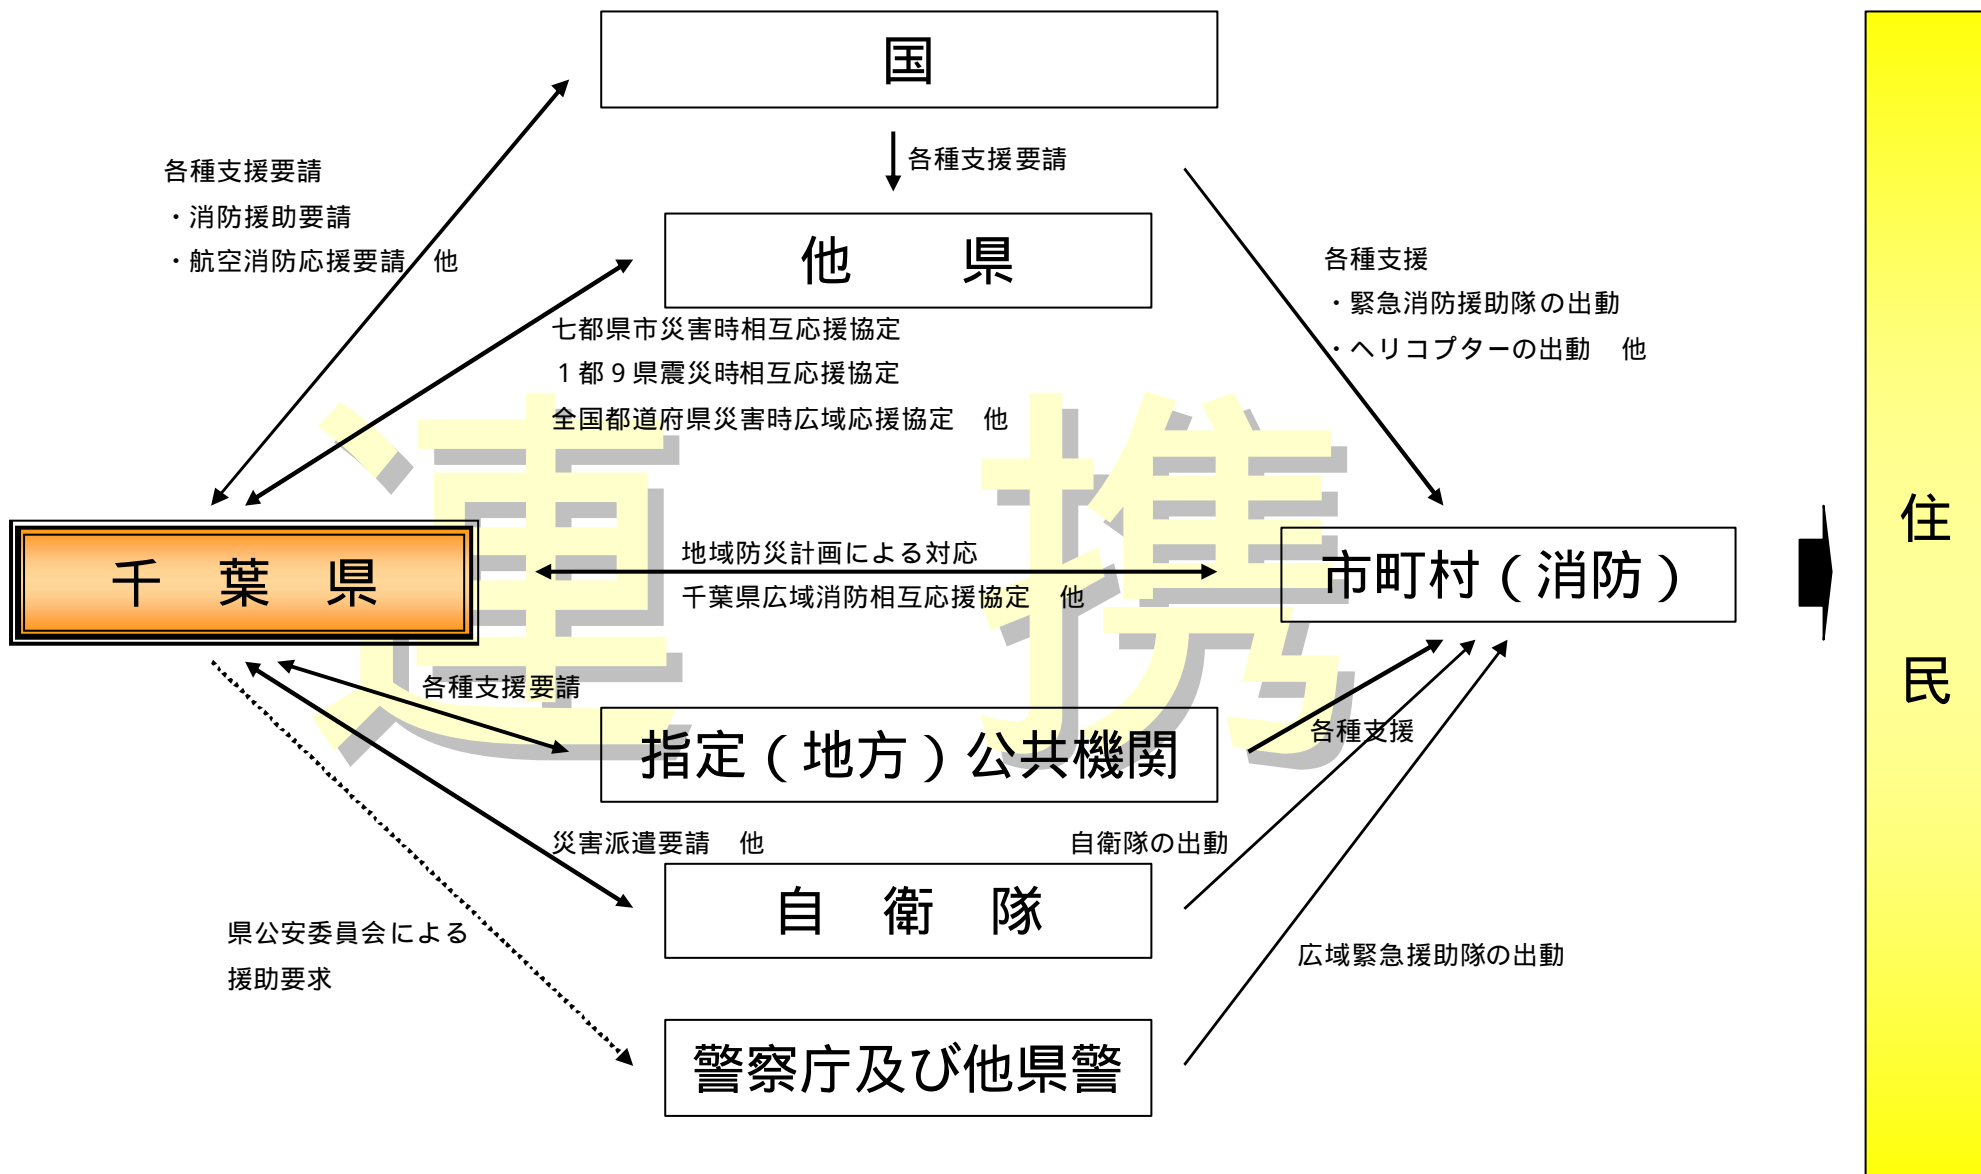 国
各種支援要請
各種支援要請
・消防援助要請
・航空消防応援要請　他
他　県
各種支援
・緊急消防援助隊の出動
・ヘリコプターの出動　他
七都県市災害時相互応援協定
１都９県震災時相互応援協定
全国都道府県災害時広域応援協定　他
連　携
千　葉　県
地域防災計画による対応
千葉県広域消防相互応援協定　他
市町村（消防）
住
民
各種支援要請
指定（地方）公共機関
各種支援
災害派遣要請　他
自衛隊の出動
自　衛　隊
県公安委員会による
援助要求
広域緊急援助隊の出動
警察庁及び他県警